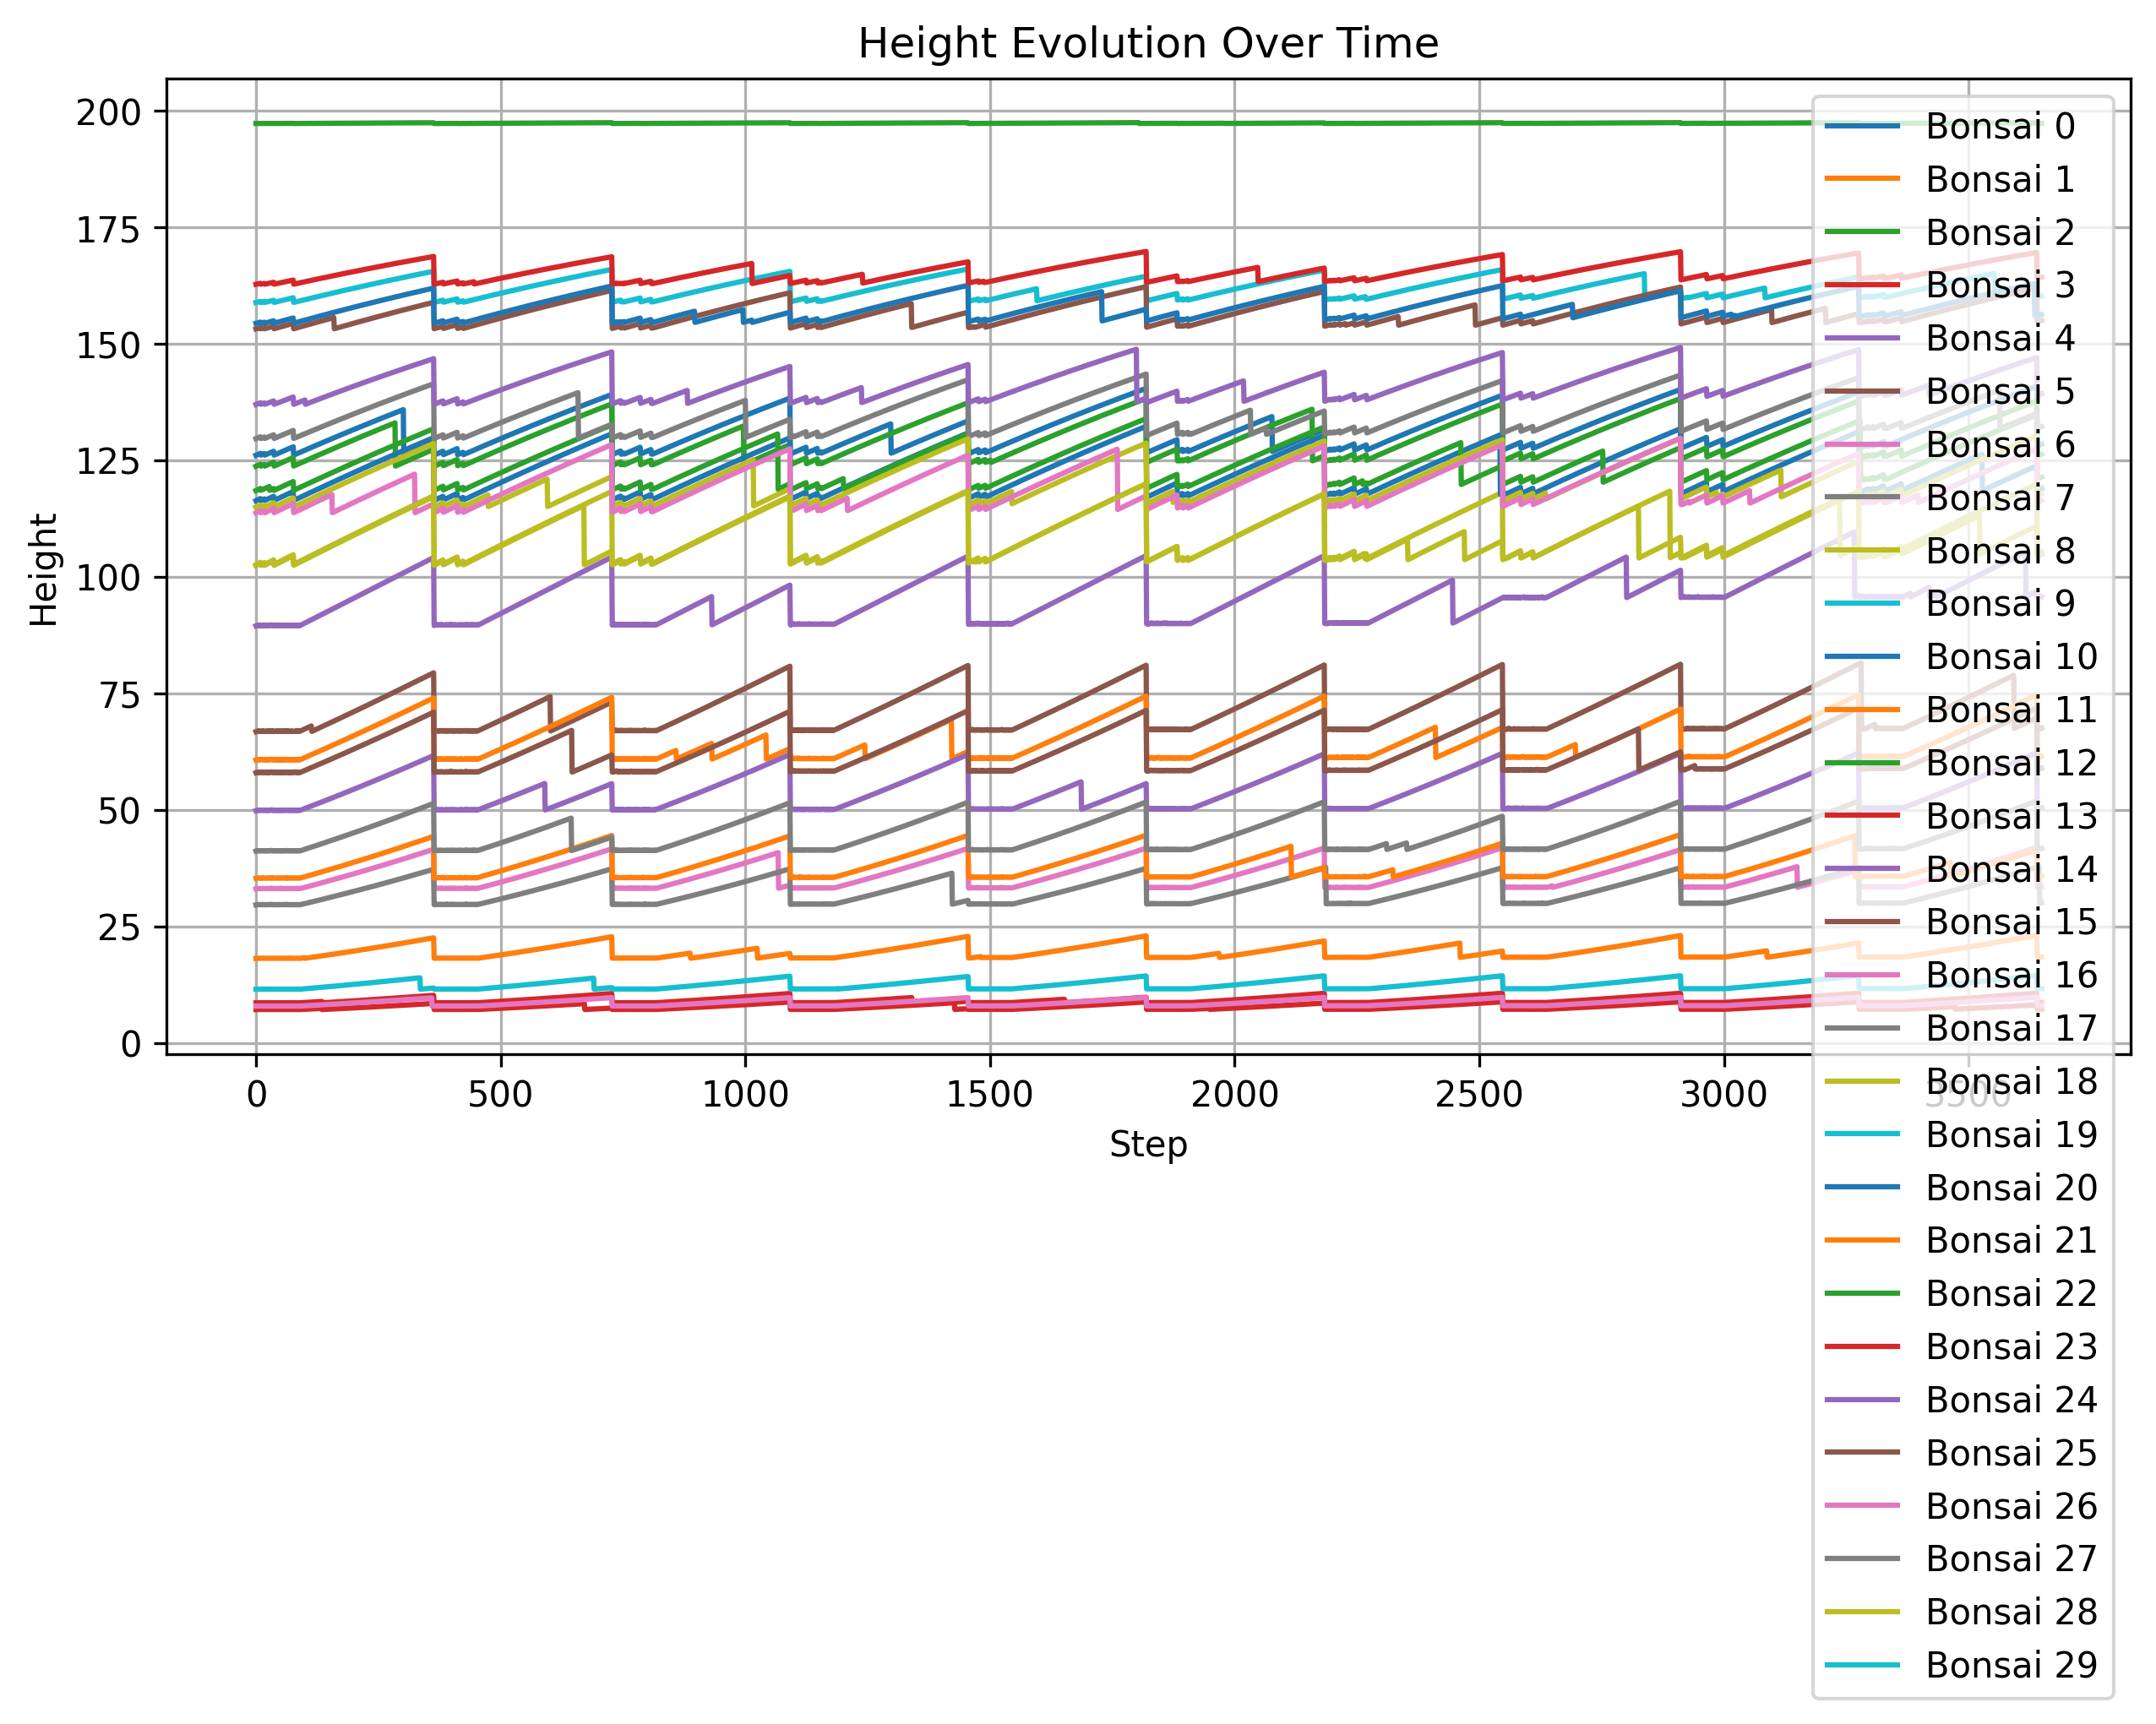 Height Evolution Over Time
Height
200
175
150
125
100
75
50
25
0
0
500
1000
1500
2000
2500
3000
3500
Step
Bonsai 0
Bonsai 1
Bonsai 2
Bonsai 3
Bonsai 4
Bonsai 5
Bonsai 6
Bonsai 7
Bonsai 8
Bonsai 9
Bonsai 10
Bonsai 11
Bonsai 12
Bonsai 13
Bonsai 14
Bonsai 15
Bonsai 16
Bonsai 17
Bonsai 18
Bonsai 19
Bonsai 20
Bonsai 21
Bonsai 22
Bonsai 23
Bonsai 24
Bonsai 25
Bonsai 26
Bonsai 27
Bonsai 28
Bonsai 29